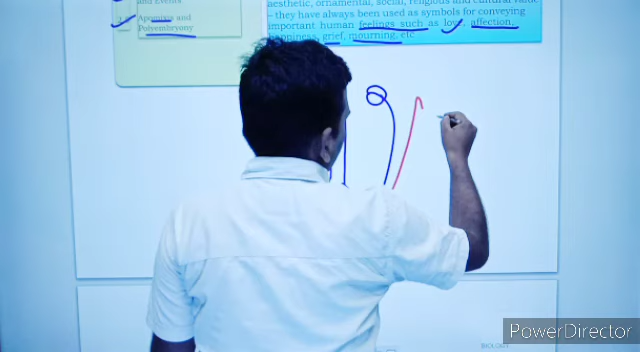 and Events
Apomixis and
Polyembryony
aesthetic, ornamental, social, religious and cultural value
– they have always been used as symbols for conveying
important human feelings such as love, affection,
happiness, grief, mourning, etc
BIOLOGY
PowerDirector